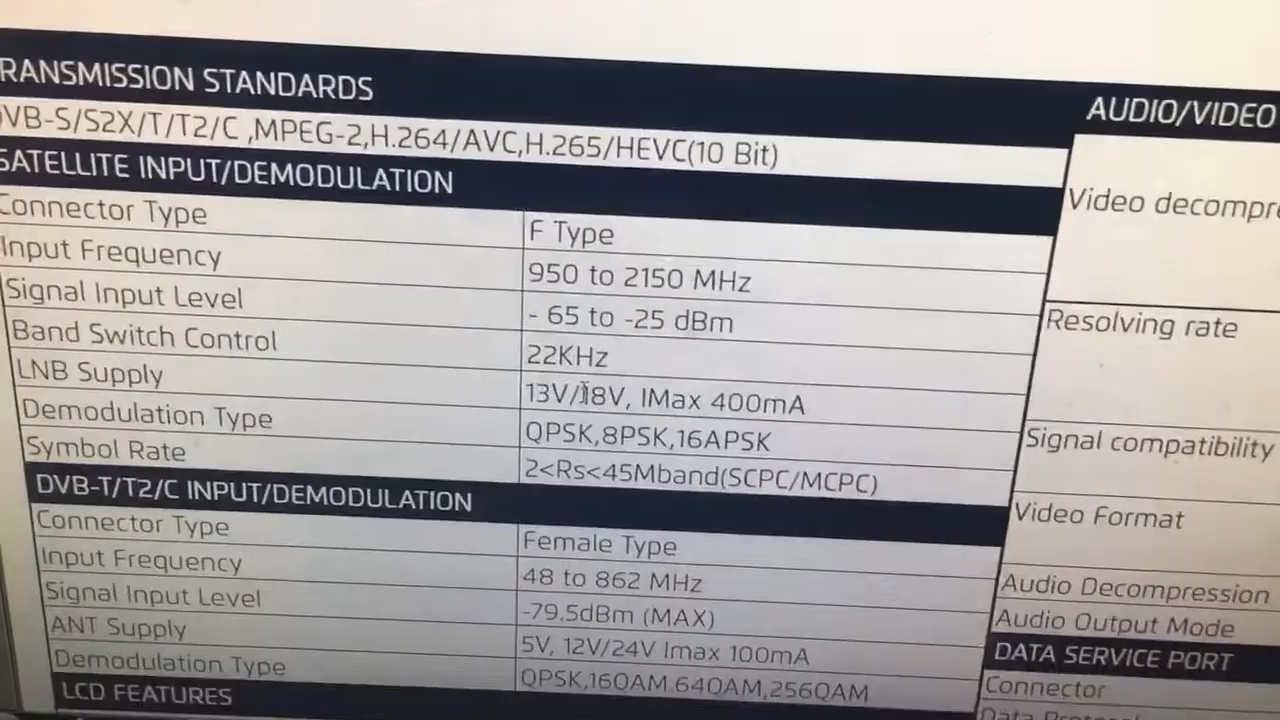 RANSMISSION STANDARDS
VB-S/S2X/T/T2/C ,MPEG-2,H.264/AVC,H.265/HEVC(10 Bit)
SATELLITE INPUT/DEMODULATION
Connector Type F Type
Input Frequency 950 to 2150 MHz
Signal Input Level - 65 to -25 dBm
Band Switch Control 22KHz
LNB Supply 13V/18V, IMax 400mA
Demodulation Type QPSK,8PSK,16APSK
Symbol Rate 2<Rs<45Mband(SCPC/MCPC)
DVB-T/T2/C INPUT/DEMODULATION
Connector Type Female Type
Input Frequency 48 to 862 MHz
Signal Input Level -79.5dBm (MAX)
ANT Supply 5V, 12V/24V Imax 100mA
Demodulation Type QPSK,16QAM 64QAM,256QAM
LCD FEATURES
AUDIO/VIDEO
Video decompre
Resolving rate
Signal compatibility
Video Format
Audio Decompression
Audio Output Mode
DATA SERVICE PORT
Connector
Data